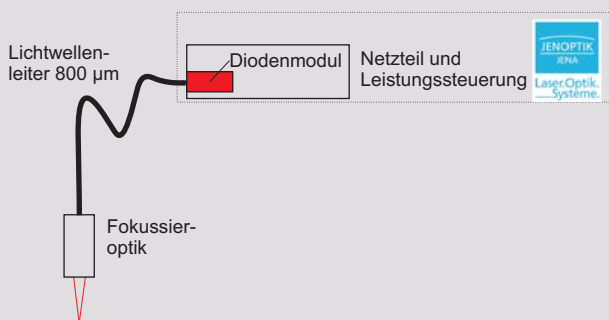 Lichtwellen-
leiter 800 µm
Diodenmodul
Netzteil und
Leistungssteuerung
JENOPTIK
JENA
Laser.Optik.
Systeme.
Fokussier-
optik